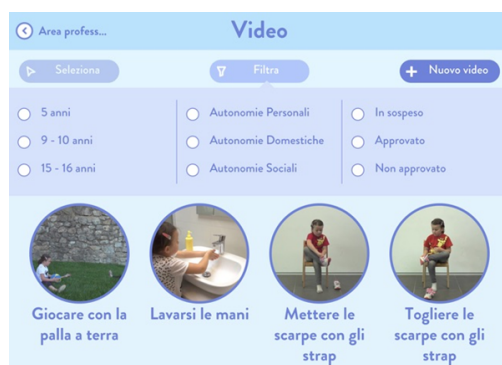 Area profess...
Video
Seleziona
Filtra
Nuovo video
5 anni
Autonomie Personali
In sospeso
9 - 10 anni
Autonomie Domestiche
Approvato
15 - 16 anni
Autonomie Sociali
Non approvato
Giocare con la
palla a terra
Lavarsi le mani
Mettere le
scarpe con gli
strap
Togliere le
scarpe con gli
strap